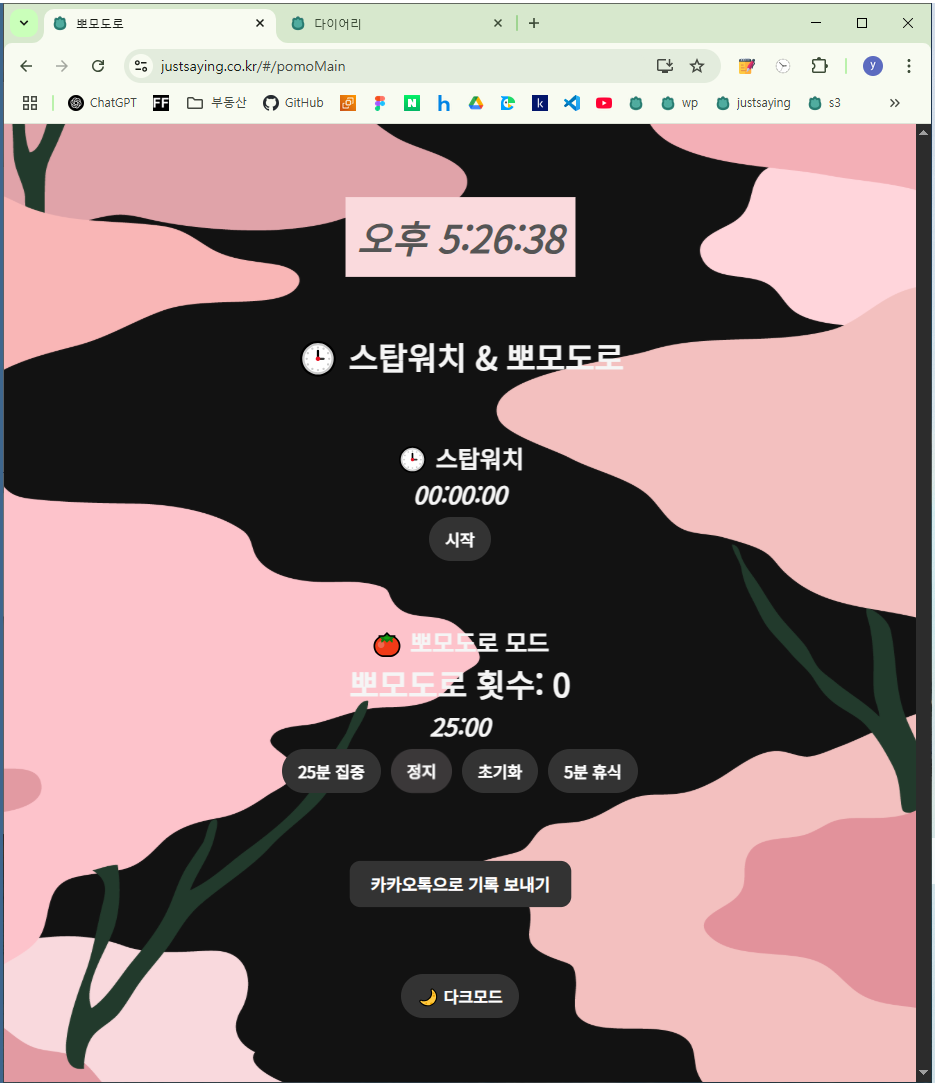 뽀모도로
다이어리
justsaying.co.kr/#/pomoMain
y
ChatGPT
FF
부동산
GitHub
N
h
k
wp
justsaying
s3
오후 5:26:38
스탑워치 & 뽀모도로
스탑워치
00:00:00
시작
뽀모도로 모드
뽀모도로 횟수: 0
25:00
25분 집중 정지 초기화 5분 휴식
카카오톡으로 기록 보내기
다크모드